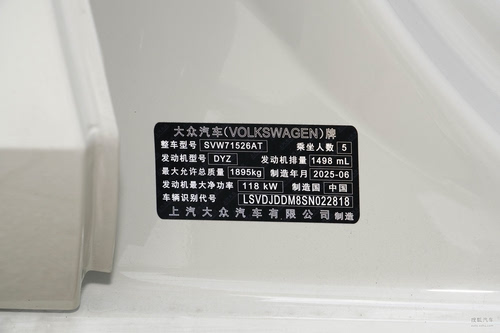 大众汽车(VOLKSWAGEN)牌
整车型号 SVW71526AT 乘坐人数 5
发动机型号 DYZ 发动机排量 1498 mL
最大允许总质量 1895kg 制造年月 2025-06
发动机最大净功率 118 kW 制造国 中国
车辆识别代号 LSVDJDDM8SN022818
上汽大众汽车有限公司 制造
搜狐汽车